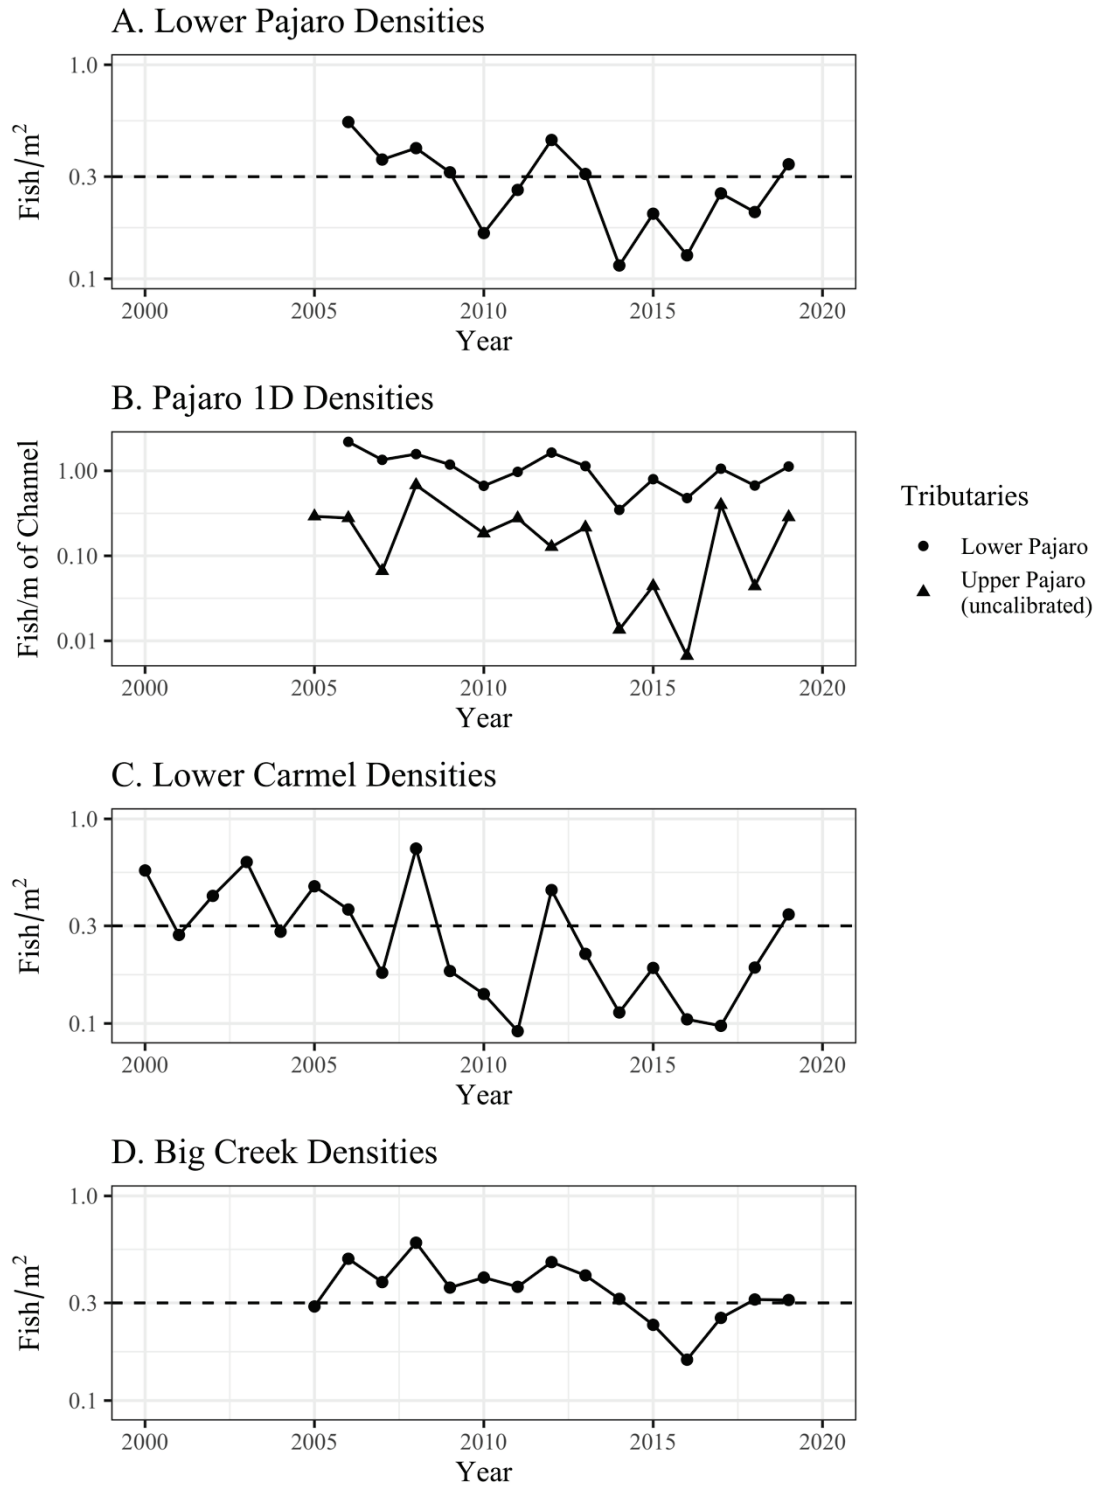 A. Lower Pajaro Densities
Fish/m²
1.0
0.3
0.1
2000 2005 2010 2015 2020
Year
B. Pajaro 1D Densities
Fish/m of Channel
1.00
0.10
0.01
2000 2005 2010 2015 2020
Year
Tributaries
Lower Pajaro
Upper Pajaro
(uncalibrated)
C. Lower Carmel Densities
Fish/m²
1.0
0.3
0.1
2000 2005 2010 2015 2020
Year
D. Big Creek Densities
Fish/m²
1.0
0.3
0.1
2000 2005 2010 2015 2020
Year